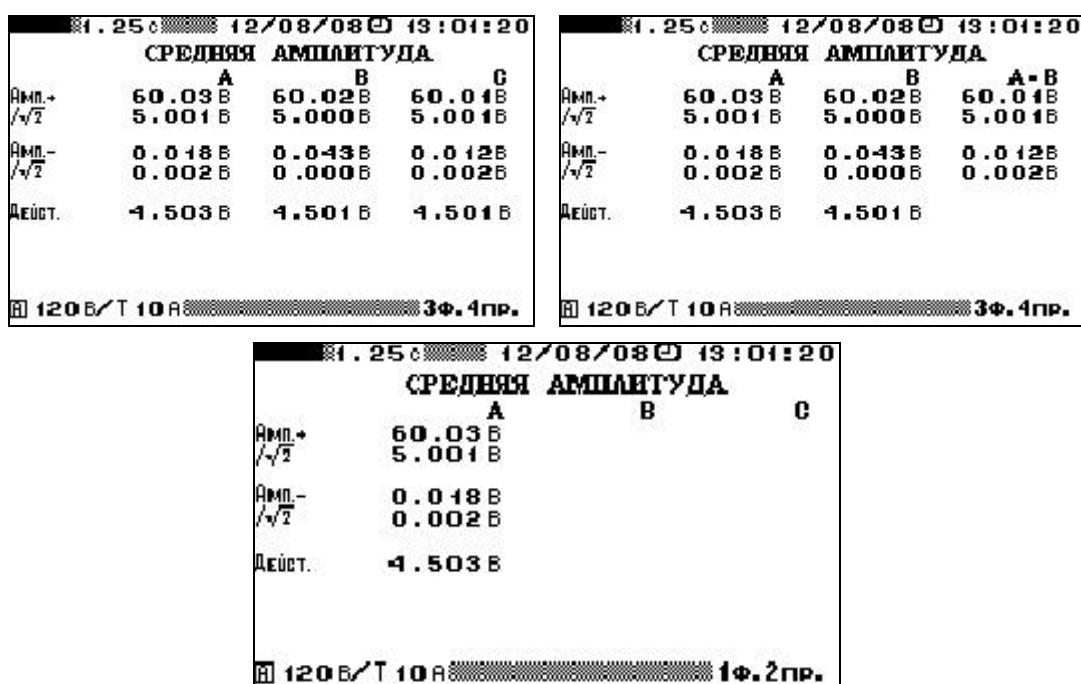 1.25с 12/08/08 13:01:20
СРЕДНЯЯ АМПЛИТУДА
A B C
Амп.+ 60.03В 60.02В 60.01В
/√2 5.001В 5.000В 5.001В
Амп.- 0.018В 0.043В 0.012В
/√2 0.002В 0.000В 0.002В
Дейст. 4.503В 4.501В 4.501В
A 120В/Т 10А 3ф.4пр.
1.25с 12/08/08 13:01:20
СРЕДНЯЯ АМПЛИТУДА
A B A-B
Амп.+ 60.03В 60.02В 60.01В
/√2 5.001В 5.000В 5.001В
Амп.- 0.018В 0.043В 0.012В
/√2 0.002В 0.000В 0.002В
Дейст. 4.503В 4.501В
A 120В/Т 10А 3ф.4пр.
1.25с 12/08/08 13:01:20
СРЕДНЯЯ АМПЛИТУДА
A B C
Амп.+ 60.03В
/√2 5.001В
Амп.- 0.018В
/√2 0.002В
Дейст. 4.503В
A 120В/Т 10А 1ф.2пр.